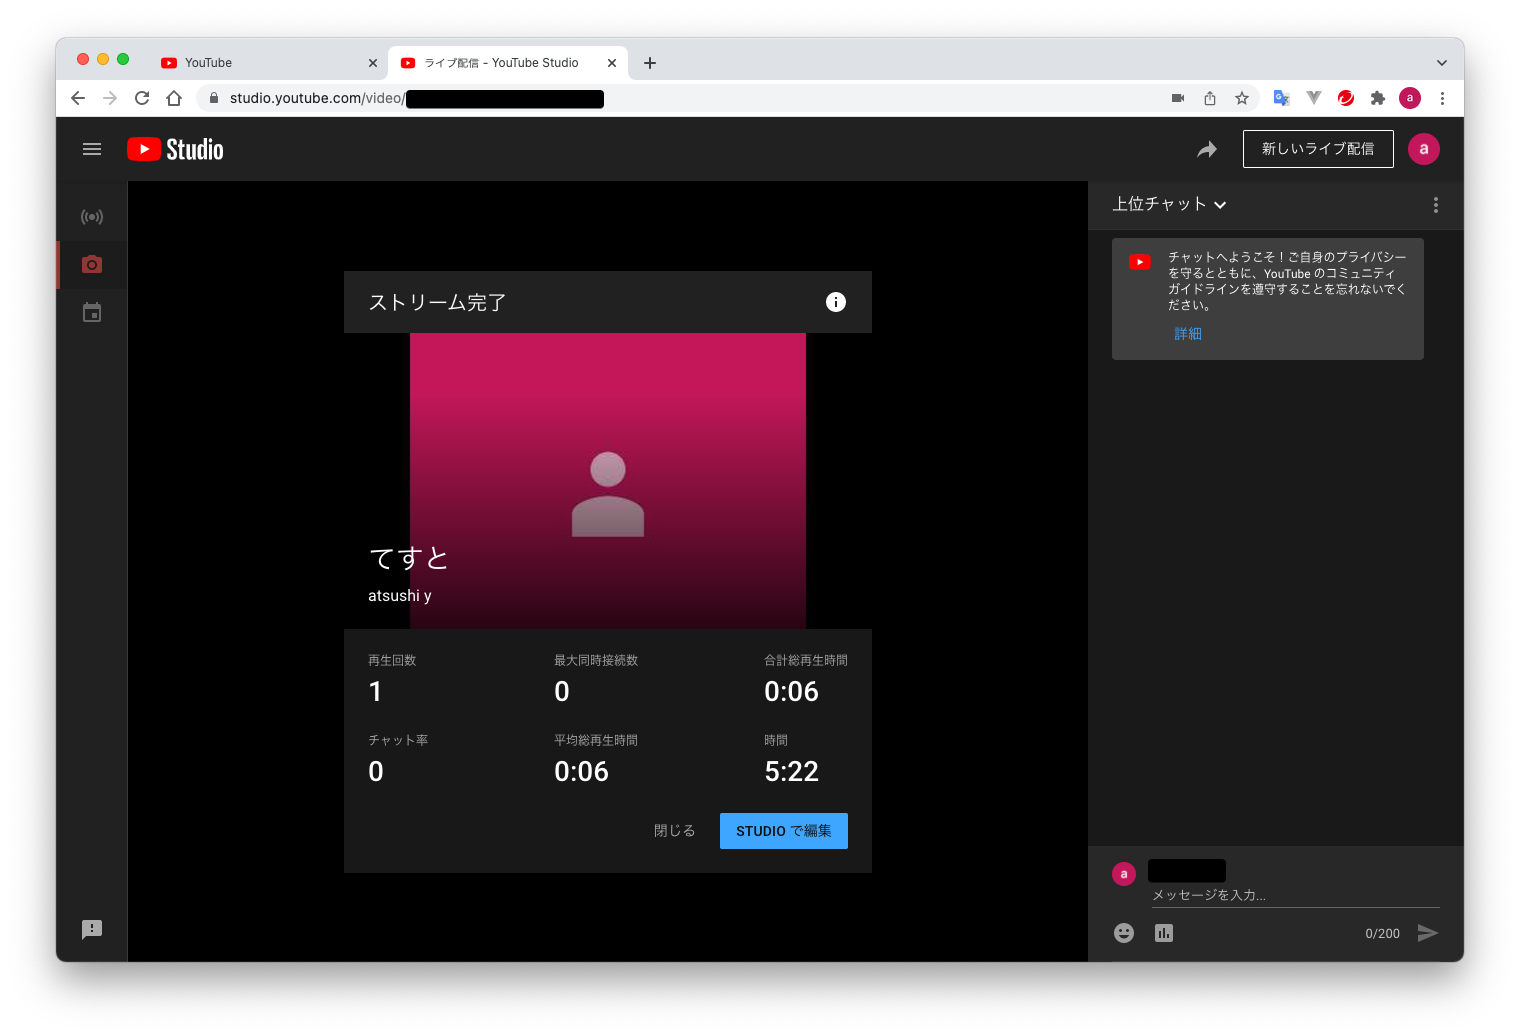 YouTube
ライブ配信 - YouTube Studio
studio.youtube.com/video/
a
Studio
新しいライブ配信
a
上位チャット
チャットへようこそ！ご自身のプライバシー
を守るとともに、YouTube のコミュニティ
ガイドラインを遵守することを忘れないでく
ださい。
詳細
ストリーム完了
てすと
atsushi y
再生回数
最大同時接続数
合計総再生時間
1
0
0:06
チャット率
平均総再生時間
時間
0
0:06
5:22
閉じる
STUDIO で編集
a
メッセージを入力...
0/200